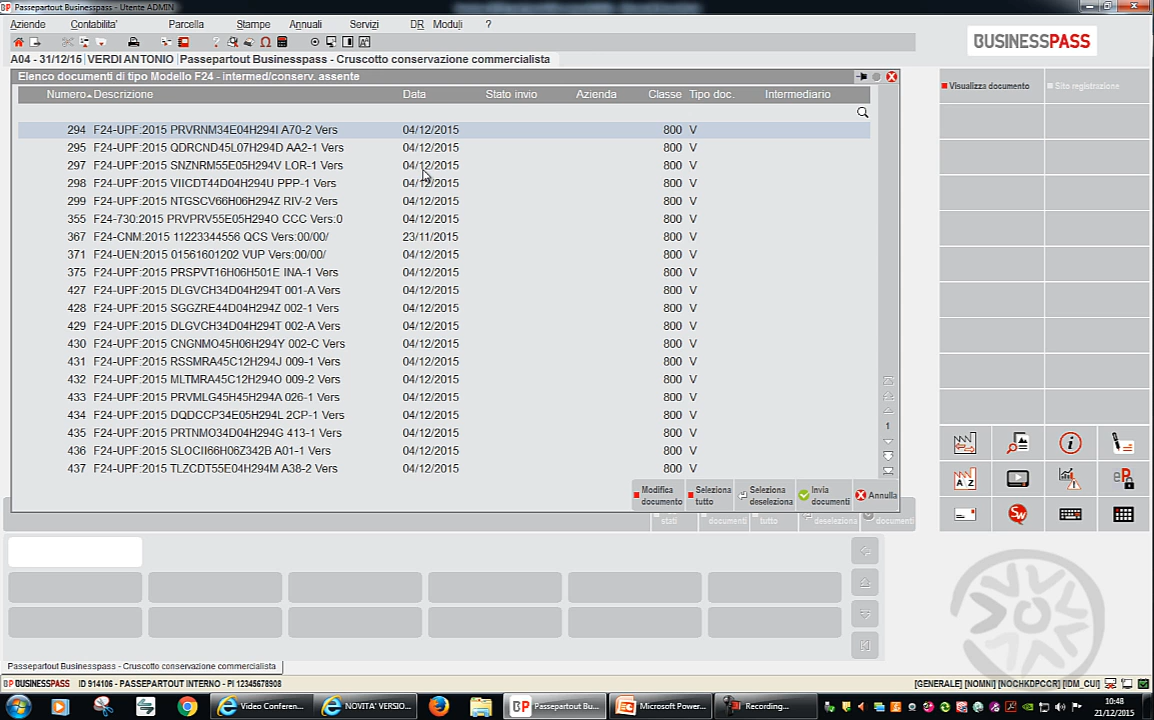 Passepartout Businesspass - Utente ADMIN
Aziende Contabilita' Parcella Stampe Annuali Servizi DR Moduli ?
BUSINESSPASS
A04 - 31/12/15 VERDI ANTONIO Passepartout Businesspass - Cruscotto conservazione commercialista
Elenco documenti di tipo Modello F24 - intermed/conserv. assente
Visualizza documento Sito registrazione
Numero Descrizione Data Stato invio Azienda Classe Tipo doc. Intermediario
294 F24-UPF:2015 PRVRNM34E04H294I A70-2 Vers 04/12/2015 800 V
295 F24-UPF:2015 QDRCND45L07H294D AA2-1 Vers 04/12/2015 800 V
297 F24-UPF:2015 SNZNRM55E05H294V LOR-1 Vers 04/12/2015 800 V
298 F24-UPF:2015 VIICDT44D04H294U PPP-1 Vers 04/12/2015 800 V
299 F24-UPF:2015 NTGSCV66H06H294Z RIV-2 Vers 04/12/2015 800 V
355 F24-730:2015 PRVPRV55E05H294O CCC Vers:0 04/12/2015 800 V
367 F24-CNM:2015 11223344556 QCS Vers:00/00/ 23/11/2015 800 V
371 F24-UEN:2015 01561601202 VUP Vers:00/00/ 04/12/2015 800 V
375 F24-UPF:2015 PRSPVT16H06H501E INA-1 Vers 04/12/2015 800 V
427 F24-UPF:2015 DLGVCH34D04H294T 001-A Vers 04/12/2015 800 V
428 F24-UPF:2015 SGGZRE44D04H294Z 002-1 Vers 04/12/2015 800 V
429 F24-UPF:2015 DLGVCH34D04H294T 002-A Vers 04/12/2015 800 V
430 F24-UPF:2015 CNGNMO45H06H294Y 002-C Vers 04/12/2015 800 V
431 F24-UPF:2015 RSSMRA45C12H294J 009-1 Vers 04/12/2015 800 V
432 F24-UPF:2015 MLTMRA45C12H294O 009-2 Vers 04/12/2015 800 V
433 F24-UPF:2015 PRVMLG45H45H294A 026-1 Vers 04/12/2015 800 V
434 F24-UPF:2015 DQDCCP34E05H294L 2CP-1 Vers 04/12/2015 800 V
435 F24-UPF:2015 PRTNMO34D04H294G 413-1 Vers 04/12/2015 800 V
436 F24-UPF:2015 SLOCII66H06Z342B A01-1 Vers 04/12/2015 800 V
437 F24-UPF:2015 TLZCDT55E04H294M A38-2 Vers 04/12/2015 800 V
1
Modifica documento Seleziona tutto Seleziona deseleziona Invia documenti Annulla
stati documenti tutto deseleziona documenti
Passepartout Businesspass - Cruscotto conservazione commercialista
BUSINESSPASS ID 914106 - PASSEPARTOUT INTERNO - PI 12345678908 [GENERALE] [NOMNI] [NOCHKDPCCR] [IDM_CUI]
Video Conferen... NOVITA' VERSIO... Passepartout Bu... Microsoft Power... Recording...
10:48
21/12/2015